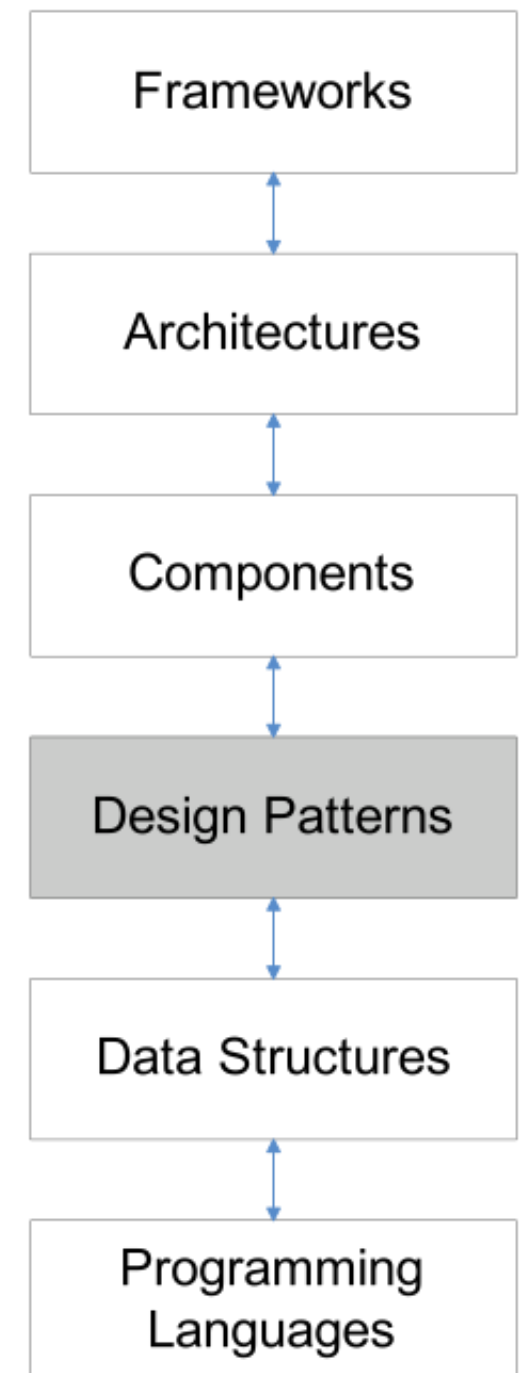 Frameworks
Architectures
Components
Design Patterns
Data Structures
Programming
Languages